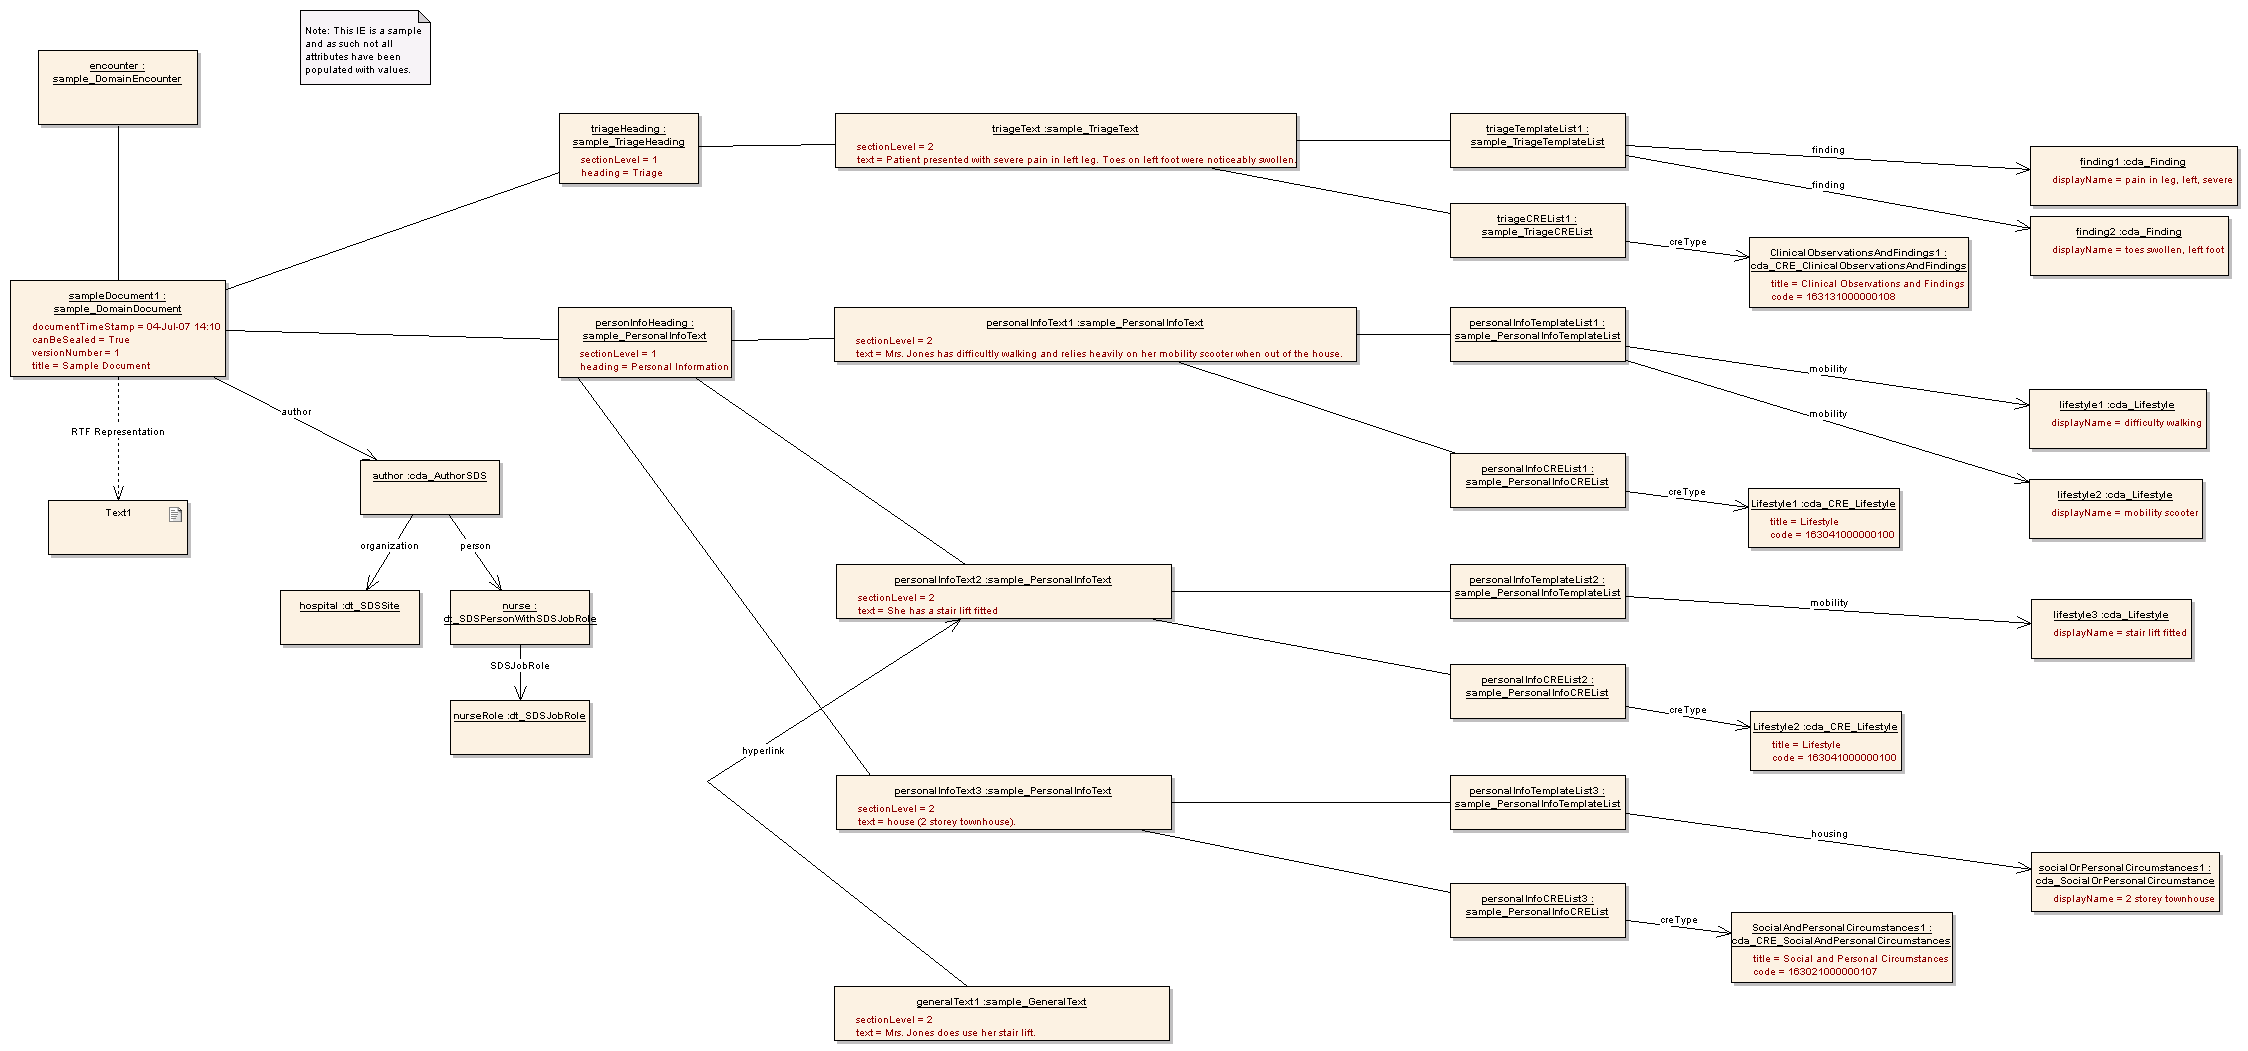 Note: This IE is a sample
and as such not all
attributes have been
populated with values.
encounter :
sample_DomainEncounter
triageHeading :
sample_TriageHeading
sectionLevel = 1
heading = Triage
triageText :sample_TriageText
sectionLevel = 2
text = Patient presented with severe pain in left leg. Toes on left foot were noticeably swollen.
triageTemplateList1 :
sample_TriageTemplateList
finding
finding
finding1 :cda_Finding
displayName = pain in leg, left, severe
finding2 :cda_Finding
displayName = toes swollen, left foot
triageCREList1 :
sample_TriageCREList
creType
ClinicalObservationsAndFindings1 :
cda_CRE_ClinicalObservationsAndFindings
title = Clinical Observations and Findings
code = 163131000000108
sampleDocument1 :
sample_DomainDocument
documentTimeStamp = 04-Jul-07 14:10
canBeSealed = True
versionNumber = 1
title = Sample Document
personInfoHeading :
sample_PersonalInfoText
sectionLevel = 1
heading = Personal Information
personalInfoText1 :sample_PersonalInfoText
sectionLevel = 2
text = Mrs. Jones has difficultly walking and relies heavily on her mobility scooter when out of the house.
personalInfoTemplateList1 :
sample_PersonalInfoTemplateList
mobility
mobility
lifestyle1 :cda_Lifestyle
displayName = difficulty walking
lifestyle2 :cda_Lifestyle
displayName = mobility scooter
personalInfoCREList1 :
sample_PersonalInfoCREList
creType
Lifestyle1 :cda_CRE_Lifestyle
title = Lifestyle
code = 163041000000100
author
RTF Representation
Text1
author :cda_AuthorSDS
organization
person
hospital :dt_SDSSite
nurse :
dt_SDSPersonWithSDSJobRole
SDSJobRole
nurseRole :dt_SDSJobRole
personalInfoText2 :sample_PersonalInfoText
sectionLevel = 2
text = She has a stair lift fitted
personalInfoTemplateList2 :
sample_PersonalInfoTemplateList
mobility
lifestyle3 :cda_Lifestyle
displayName = stair lift fitted
personalInfoCREList2 :
sample_PersonalInfoCREList
creType
Lifestyle2 :cda_CRE_Lifestyle
title = Lifestyle
code = 163041000000100
hyperlink
personalInfoText3 :sample_PersonalInfoText
sectionLevel = 2
text = house (2 storey townhouse).
personalInfoTemplateList3 :
sample_PersonalInfoTemplateList
housing
socialOrPersonalCircumstances1 :
cda_SocialOrPersonalCircumstance
displayName = 2 storey townhouse
personalInfoCREList3 :
sample_PersonalInfoCREList
creType
SocialAndPersonalCircumstances1 :
cda_CRE_SocialAndPersonalCircumstances
title = Social and Personal Circumstances
code = 163021000000107
generalText1 :sample_GeneralText
sectionLevel = 2
text = Mrs. Jones does use her stair lift.